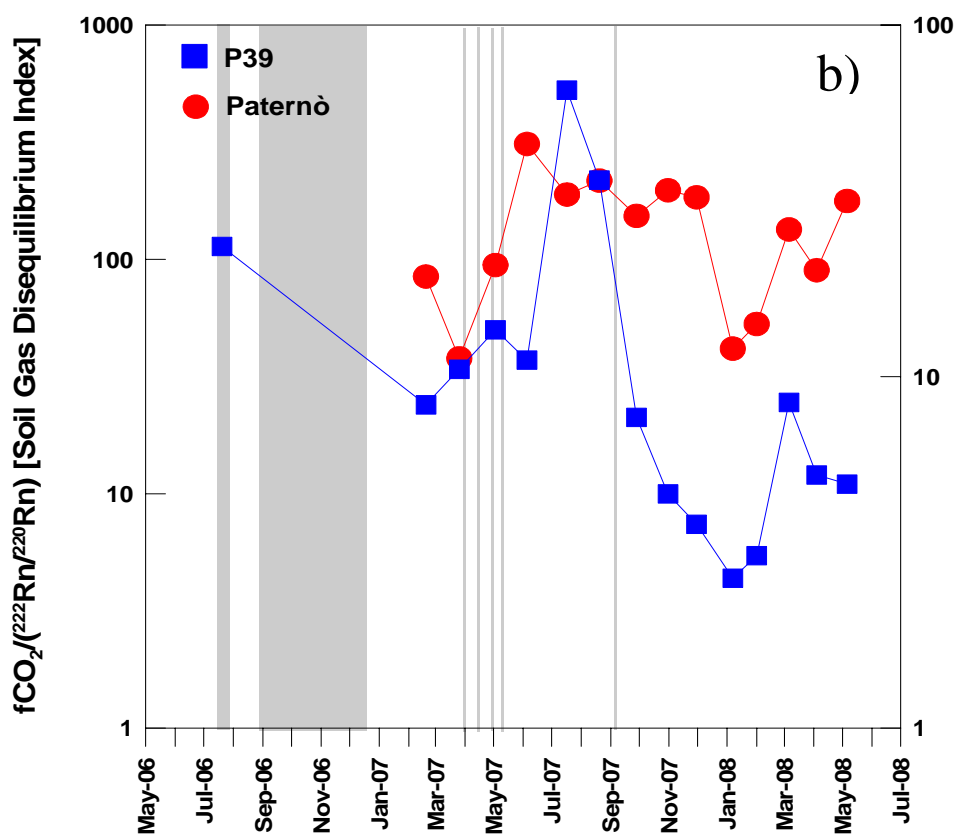 fCO₂/(²²²Rn/²²⁰Rn) [Soil Gas Disequilibrium Index]
1000
100
10
1
P39
Paternò
b)
100
10
1
May-06
Jul-06
Sep-06
Nov-06
Jan-07
Mar-07
May-07
Jul-07
Sep-07
Nov-07
Jan-08
Mar-08
May-08
Jul-08